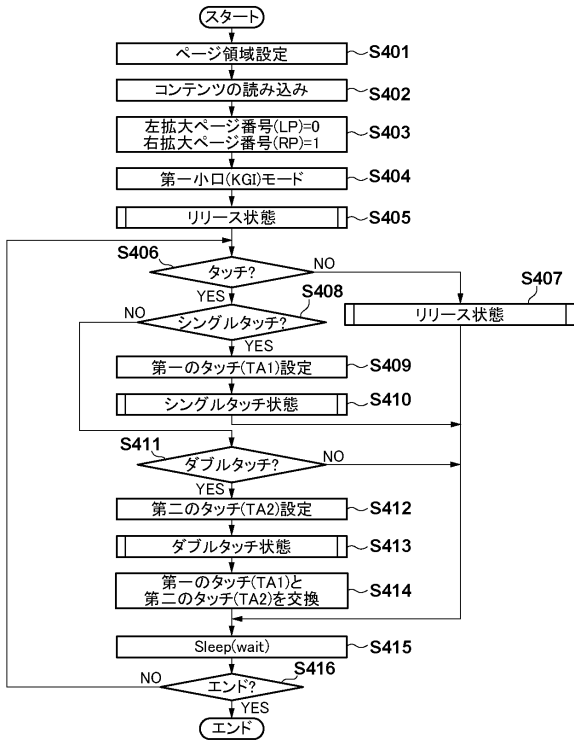 スタート
ページ領域設定 S401
コンテンツの読み込み S402
左拡大ページ番号(LP)=0
右拡大ページ番号(RP)=1
S403
第一小口(KGI)モード S404
リリース状態 S405
S406
タッチ? NO
YES
S407
リリース状態
S408
NO シングルタッチ?
YES
第一のタッチ(TA1)設定 S409
シングルタッチ状態 S410
S411
ダブルタッチ? NO
YES
第二のタッチ(TA2)設定 S412
ダブルタッチ状態 S413
第一のタッチ(TA1)と
第二のタッチ(TA2)を交換
S414
Sleep(wait) S415
S416
NO エンド?
YES
エンド